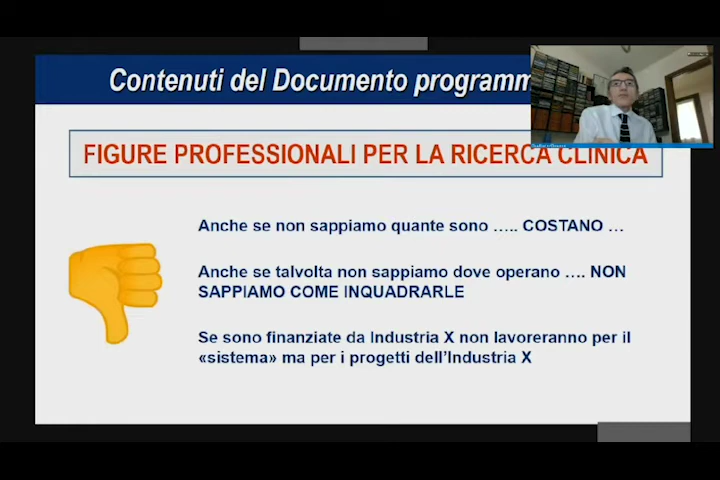 Contenuti del Documento programm
FIGURE PROFESSIONALI PER LA RICERCA CLINICA
Anche se non sappiamo quante sono ..... COSTANO ...
Anche se talvolta non sappiamo dove operano .... NON
SAPPIAMO COME INQUADRARLE
Se sono finanziate da Industria X non lavoreranno per il
«sistema» ma per i progetti dell'Industria X